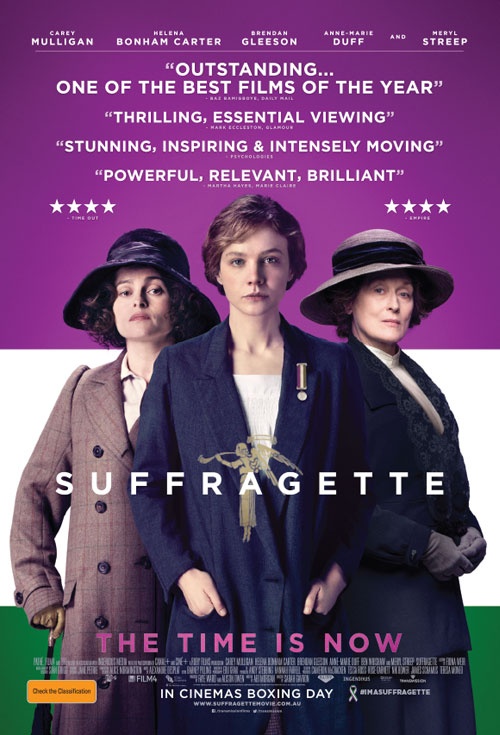 CAREY HELENA BRENDAN ANNE-MARIE MERYL
MULLIGAN BONHAM CARTER GLEESON DUFF AND STREEP
“OUTSTANDING...
ONE OF THE BEST FILMS OF THE YEAR”
- BAZ BAMIGBOYE, DAILY MAIL
“THRILLING, ESSENTIAL VIEWING”
- MARK ECCLESTON, GLAMOUR
“STUNNING, INSPIRING & INTENSELY MOVING”
- PSYCHOLOGIES
“POWERFUL, RELEVANT, BRILLIANT”
- MARTHA HAYES, MARIE CLAIRE
- TIME OUT
- EMPIRE
SUFFRAGETTE
THE TIME IS NOW
FILM4
Check the Classification
IN CINEMAS BOXING DAY
#IMASUFFRAGETTE
WWW.SUFFRAGETTEMOVIE.COM.AU